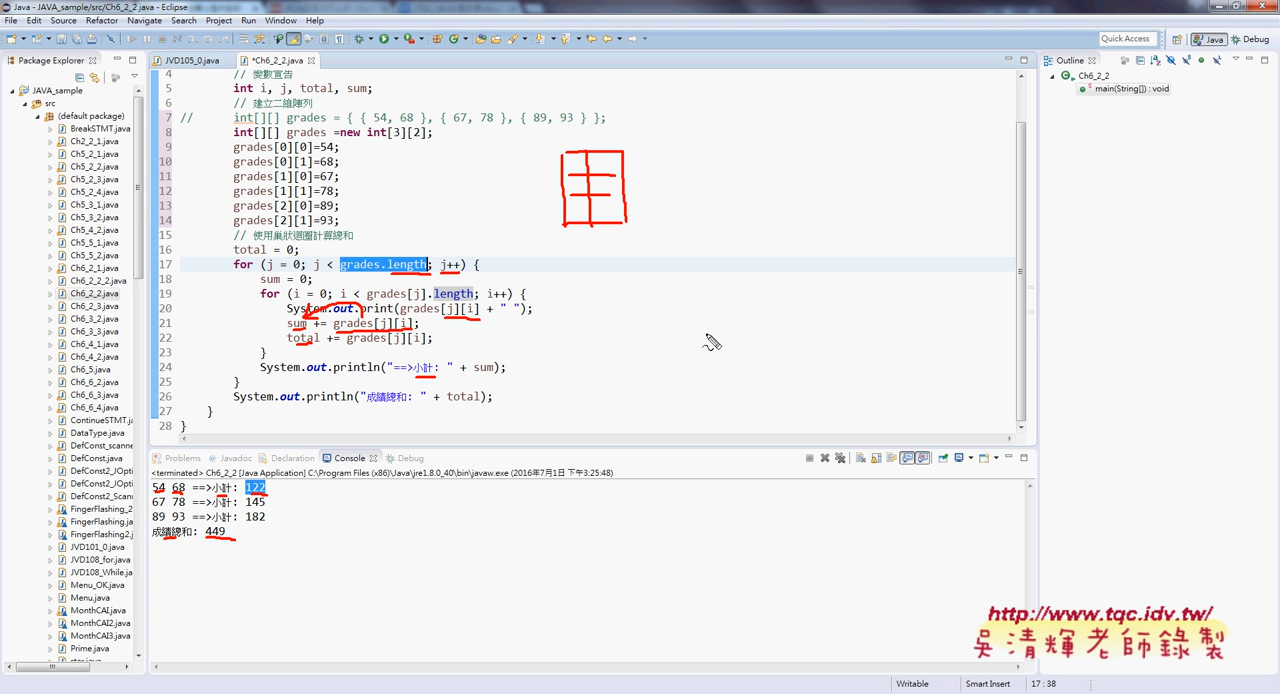 Java - JAVA_sample/src/Ch6_2_2.java - Eclipse
File Edit Source Refactor Navigate Search Project Run Window Help
Quick Access Java Debug
Package Explorer
JAVA_sample
src
(default package)
BreakSTMT.java
Ch2_2_1.java
Ch5_2_1.java
Ch5_2_2.java
Ch5_2_3.java
Ch5_2_4.java
Ch5_3_1.java
Ch5_3_2.java
Ch5_4_2.java
Ch5_5_1.java
Ch5_5_2.java
Ch6_2_1.java
Ch6_2_2_2.java
Ch6_2_2.java
Ch6_2_3.java
Ch6_3_2.java
Ch6_3_3.java
Ch6_4_1.java
Ch6_4_2.java
Ch6_5.java
Ch6_6_2.java
Ch6_6_3.java
Ch6_6_4.java
ContinueSTMT.ja
DataType.java
DefConst_scanne
DefConst.java
DefConst2_JOpti
DefConst2_Scan
FingerFlashing_2
FingerFlashing.ja
FingerFlashing2.j
JVD101_0.java
JVD108_for.java
JVD108_While.ja
Menu_OK.java
Menu.java
MonthCAI.java
MonthCAI2.java
MonthCAI3.java
Prime.java
star.java
JVD105_0.java *Ch6_2_2.java
4 // 變數宣告
5 int i, j, total, sum;
6 // 建立二維陣列
7 // int[][] grades = { { 54, 68 }, { 67, 78 }, { 89, 93 } };
8 int[][] grades =new int[3][2];
9 grades[0][0]=54;
10 grades[0][1]=68;
11 grades[1][0]=67;
12 grades[1][1]=78;
13 grades[2][0]=89;
14 grades[2][1]=93;
15 // 使用巢狀迴圈計算總和
16 total = 0;
17 for (j = 0; j < grades.length; j++) {
18 sum = 0;
19 for (i = 0; i < grades[j].length; i++) {
20 System.out.print(grades[j][i] + " ");
21 sum += grades[j][i];
22 total += grades[j][i];
23 }
24 System.out.println("==>小計: " + sum);
25 }
26 System.out.println("成績總和: " + total);
27 }
28 }
Outline
Ch6_2_2
main(String[]) : void
Problems Javadoc Declaration Console Debug
<terminated> Ch6_2_2 [Java Application] C:\Program Files (x86)\Java\jre1.8.0_40\bin\javaw.exe (2016年7月1日 下午3:25:48)
54 68 ==>小計: 122
67 78 ==>小計: 145
89 93 ==>小計: 182
成績總和: 449
http://www.tqc.idv.tw/
吳清輝老師錄製
Writable Smart Insert 17 : 38